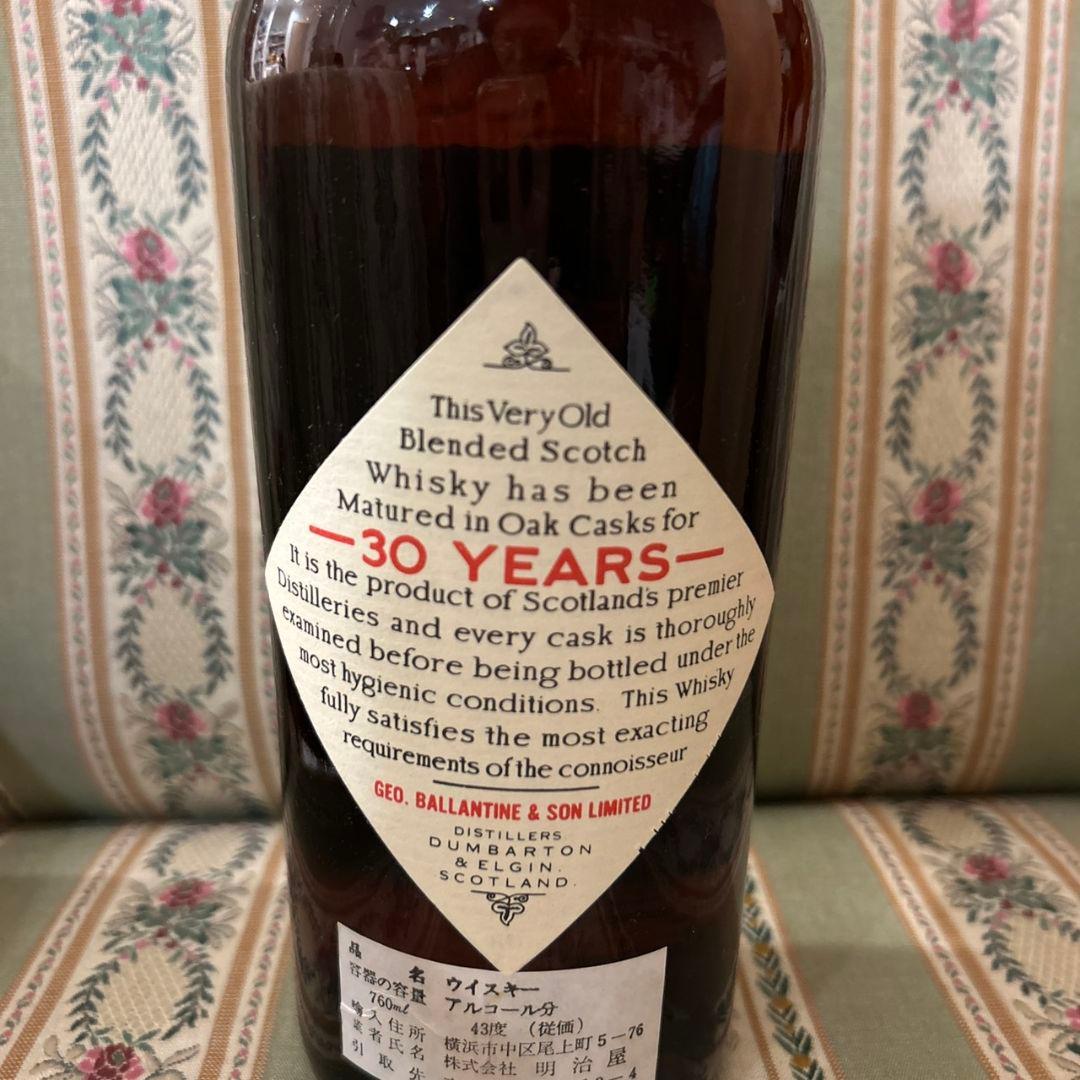 This Very Old
Blended Scotch
Whisky has been
Matured in Oak Casks for
—30 YEARS—
It is the product of Scotland's premier
Distilleries and every cask is thoroughly
examined before being bottled under the
most hygienic conditions. This Whisky
fully satisfies the most exacting
requirements of the connoisseur
GEO. BALLANTINE & SON LIMITED
DISTILLERS
DUMBARTON
& ELGIN.
SCOTLAND.
品名 ウイスキー
容器の容量 アルコール分
760ml 43度 (従価)
輸入 住所 横浜市中区尾上町5-76
業者 氏名 株式会社 明治屋
引取先